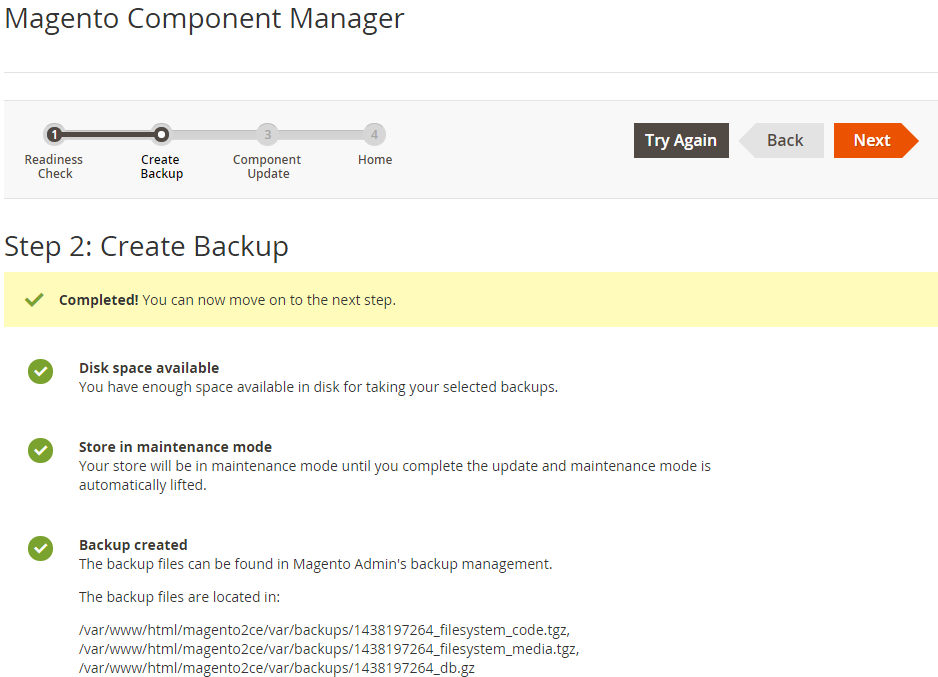 Magento Component Manager
1
3
4
Readiness Check
Create Backup
Component Update
Home
Try Again
Back
Next
Step 2: Create Backup
Completed! You can now move on to the next step.
Disk space available
You have enough space available in disk for taking your selected backups.
Store in maintenance mode
Your store will be in maintenance mode until you complete the update and maintenance mode is
automatically lifted.
Backup created
The backup files can be found in Magento Admin's backup management.
The backup files are located in:
/var/www/html/magento2ce/var/backups/1438197264_filesystem_code.tgz,
/var/www/html/magento2ce/var/backups/1438197264_filesystem_media.tgz,
/var/www/html/magento2ce/var/backups/1438197264_db.gz